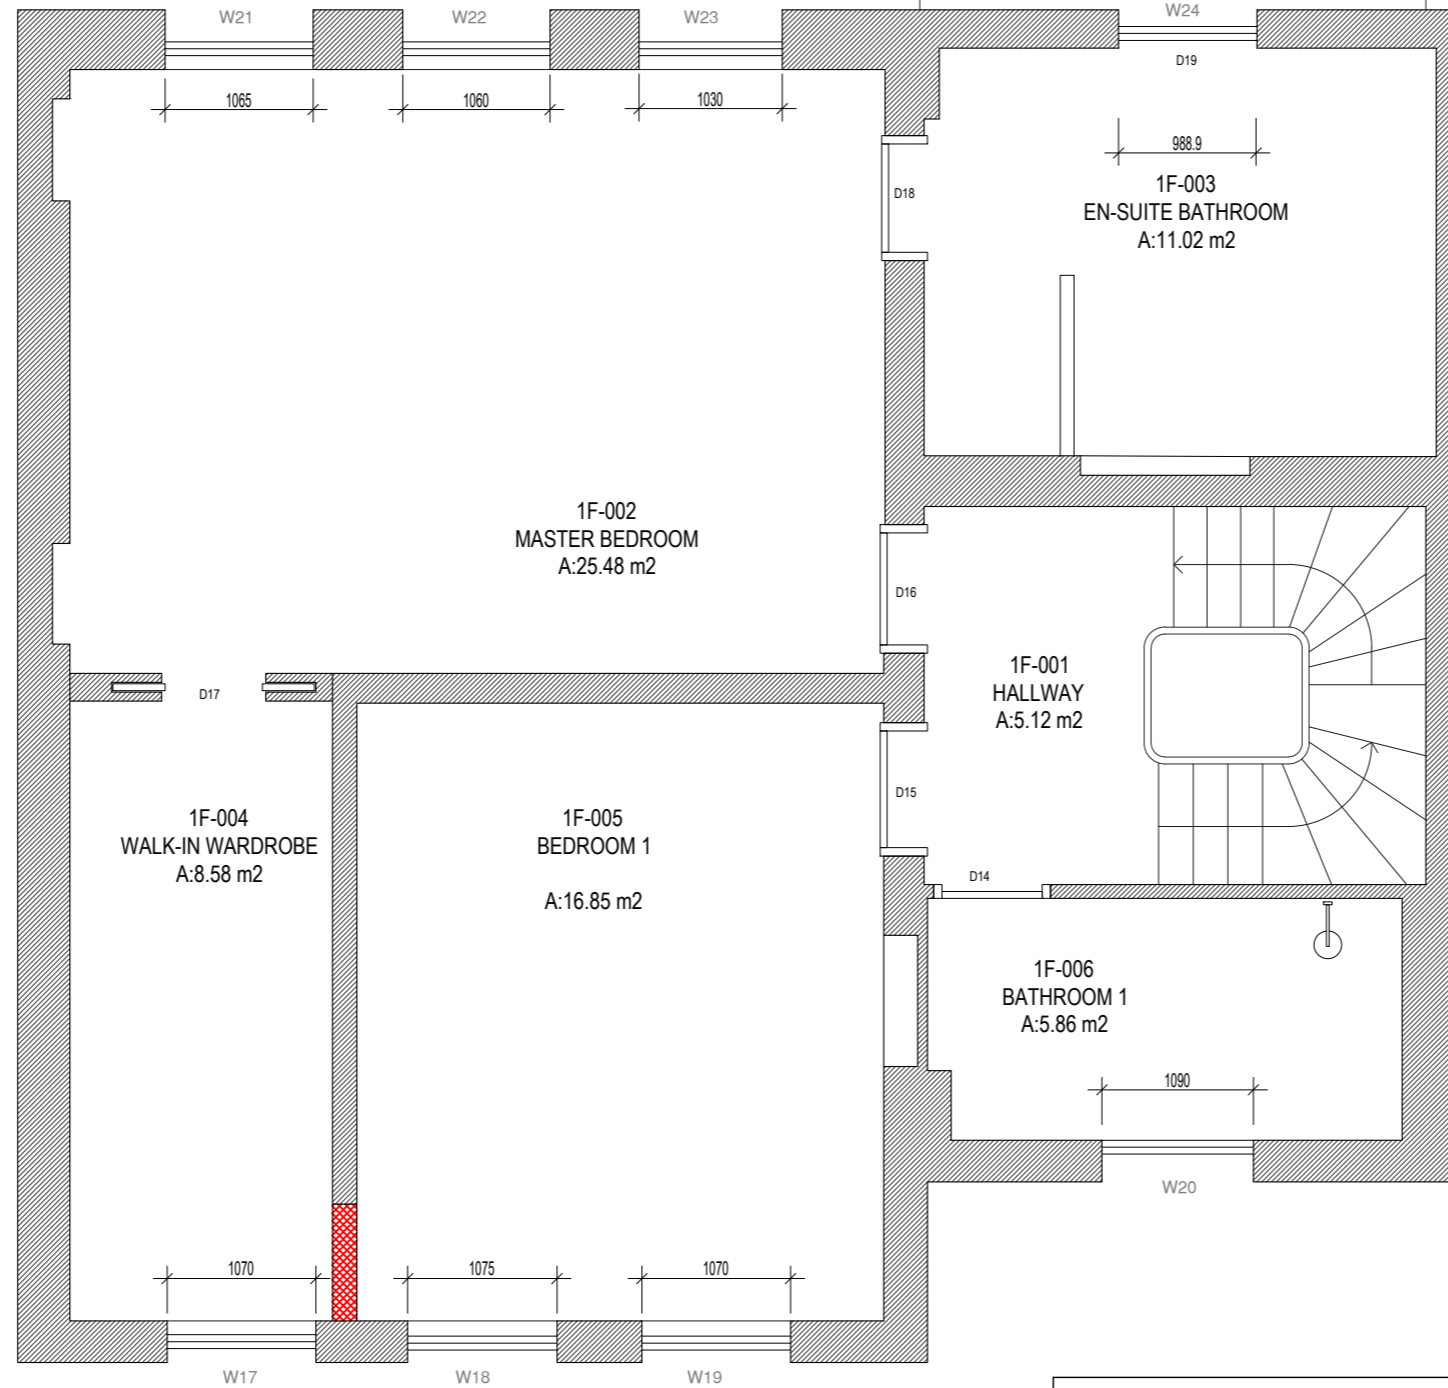 W21
W22
W23
W24
D19
1065
1060
1030
988.9
D18
1F-003
EN-SUITE BATHROOM
A:11.02 m2
1F-002
MASTER BEDROOM
A:25.48 m2
D16
1F-001
HALLWAY
A:5.12 m2
D17
D15
1F-004
WALK-IN WARDROBE
A:8.58 m2
1F-005
BEDROOM 1
A:16.85 m2
D14
1F-006
BATHROOM 1
A:5.86 m2
1090
W20
1070
1075
1070
W17
W18
W19